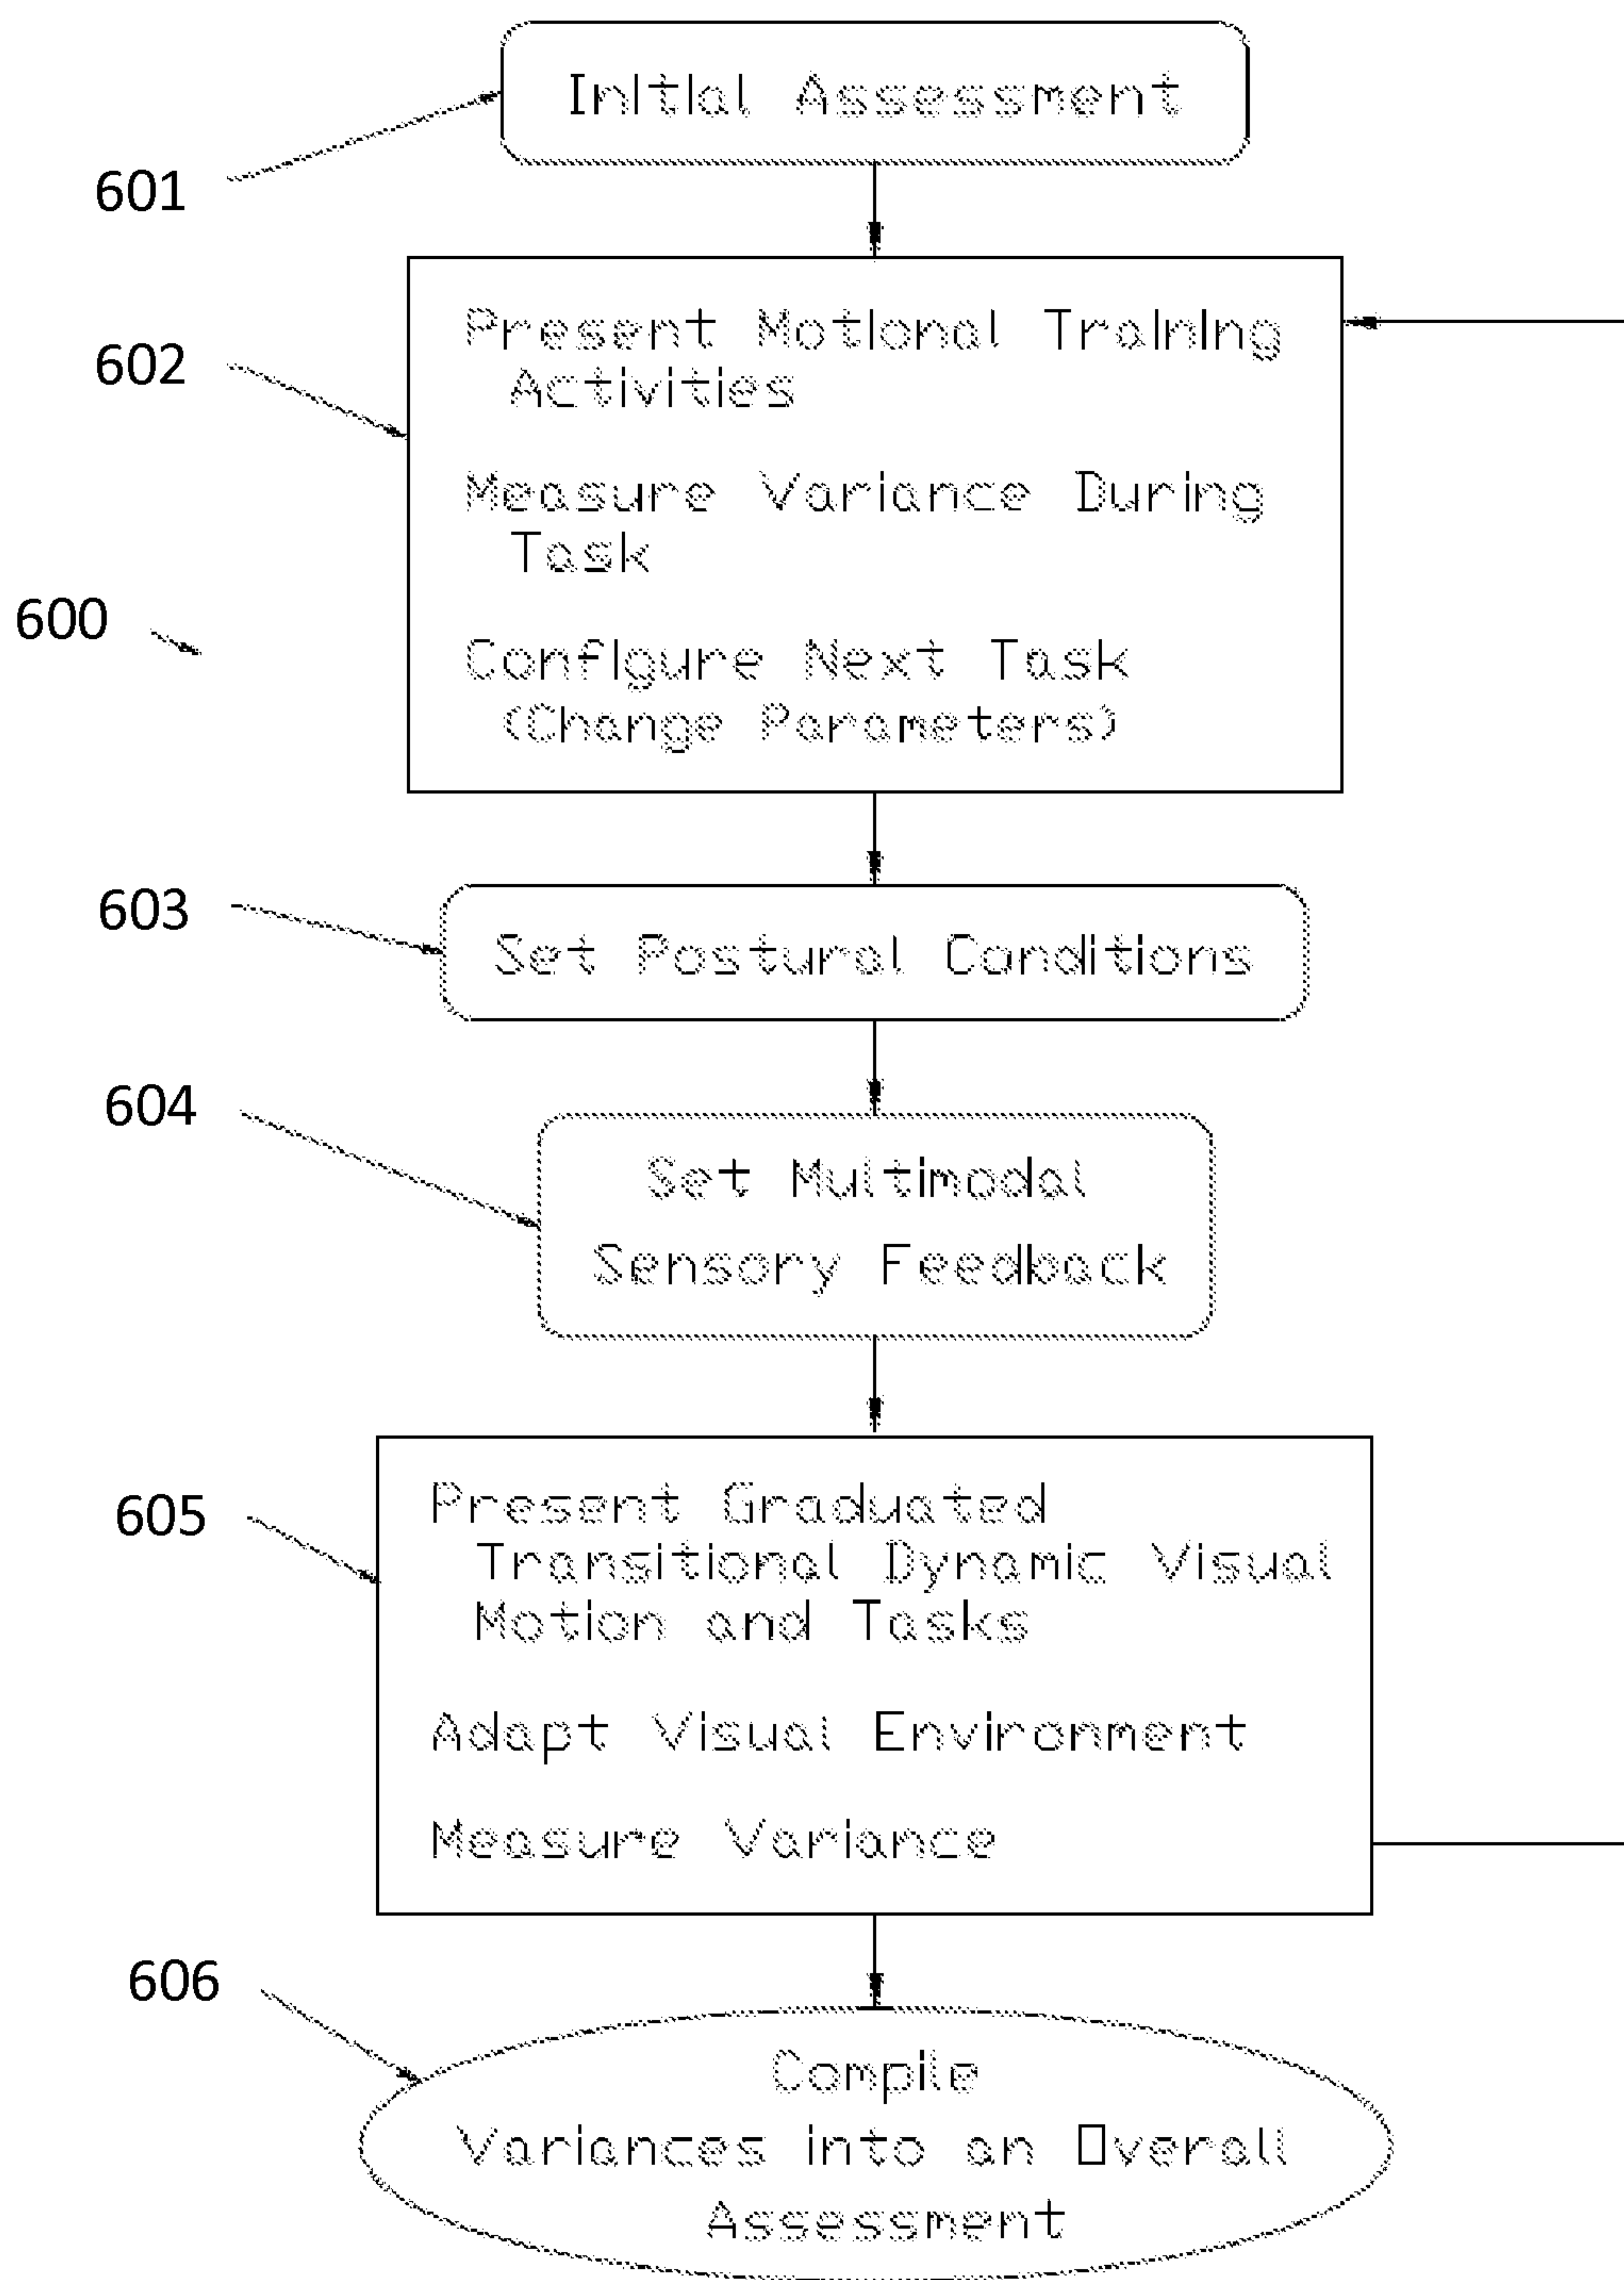 Initial Assessment
601
Present Motional Training
Activities
602
Measure Variance During
Task
600
Configure Next Task
(Change Parameters)
603
Set Postural Conditions
604
Set Multimodal
Sensory Feedback
605
Present Graduated
Transitional Dynamic Visual
Motion and Tasks
Adapt Visual Environment
Measure Variance
606
Compile
Variances into an Overall
Assessment